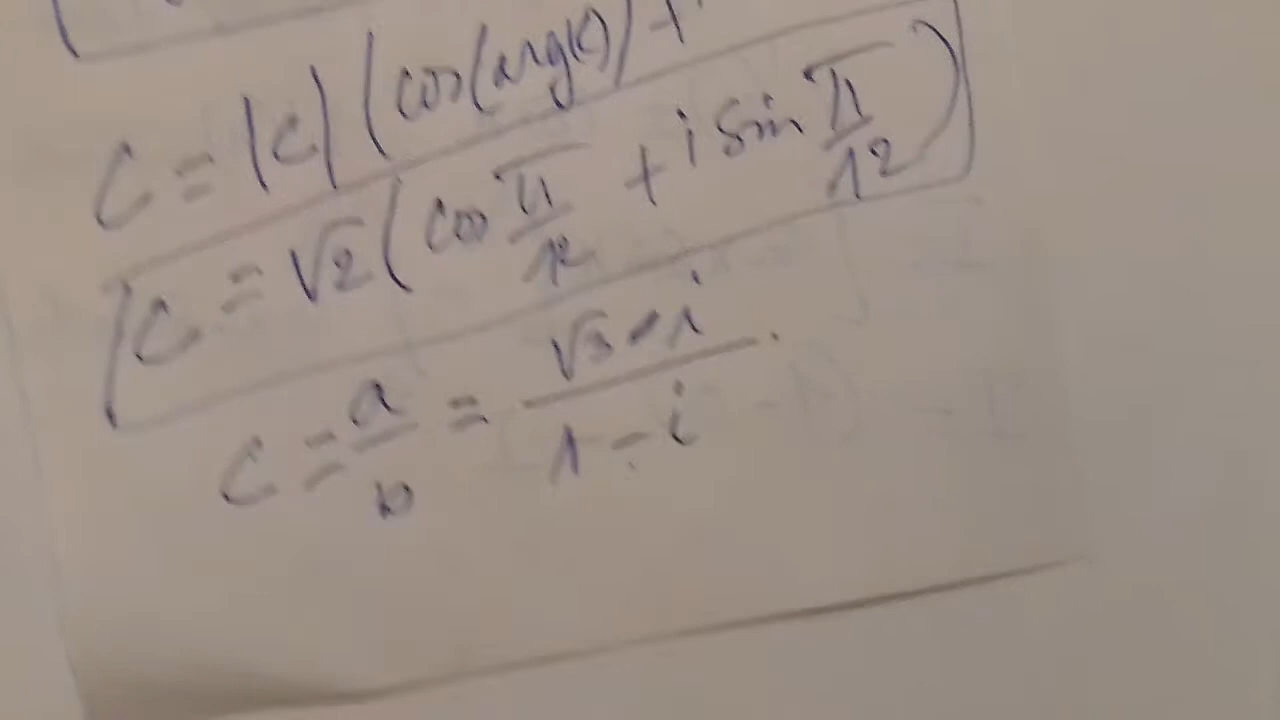 C = |C| (cos(arg(C)) +
C = √2 ( cos π/12 + i sin π/12 )
C = a/b = (√3 - i)/(1 - i).